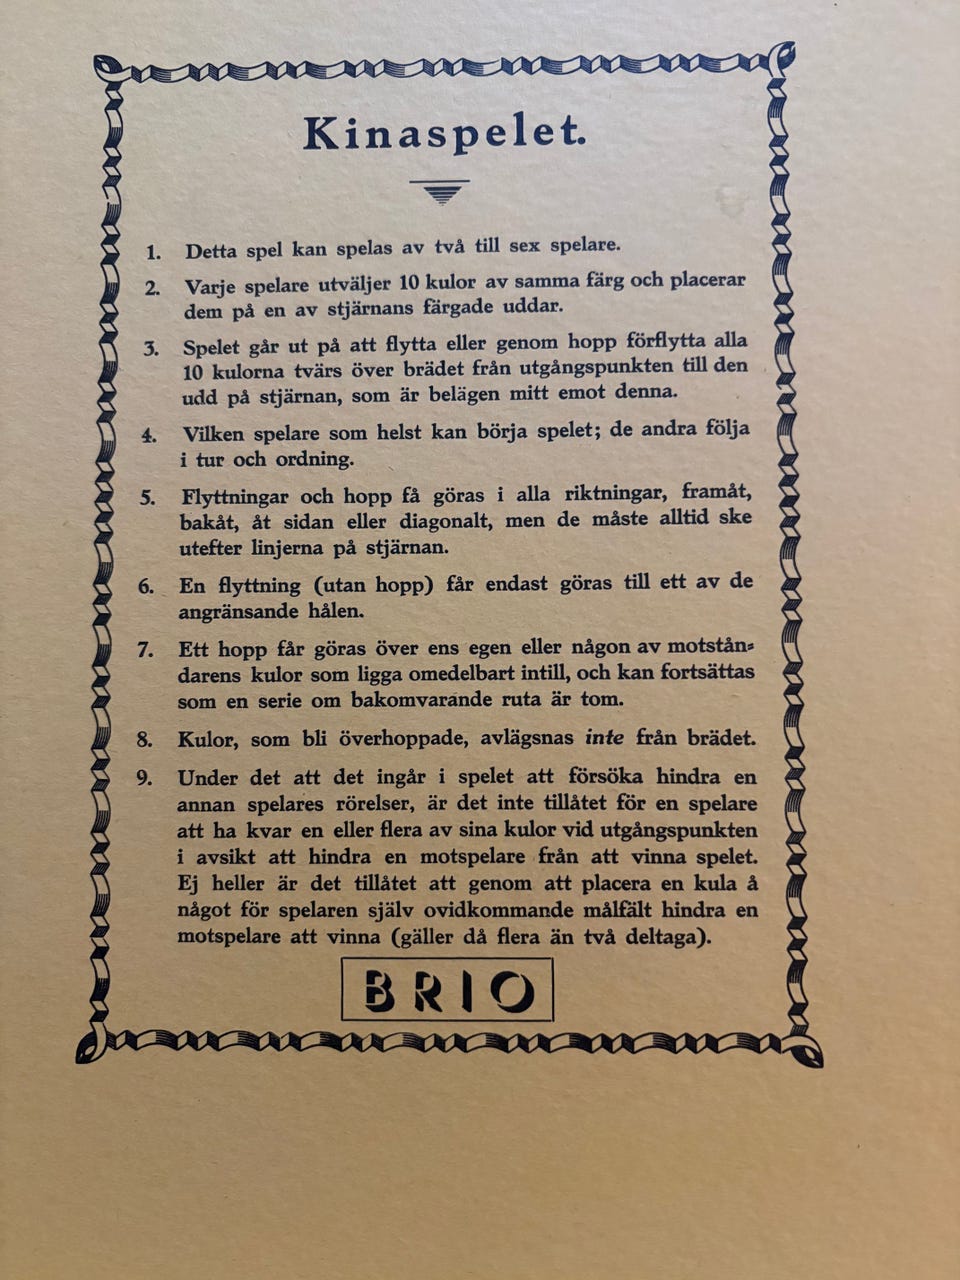 Kinaspelet.
1. Detta spel kan spelas av två till sex spelare.
2. Varje spelare utväljer 10 kulor av samma färg och placerar
dem på en av stjärnans färgade uddar.
3. Spelet går ut på att flytta eller genom hopp förflytta alla
10 kulorna tvärs över brädet från utgångspunkten till den
udd på stjärnan, som är belägen mitt emot denna.
4. Vilken spelare som helst kan börja spelet; de andra följa
i tur och ordning.
5. Flyttningar och hopp få göras i alla riktningar, framåt,
bakåt, åt sidan eller diagonalt, men de måste alltid ske
utefter linjerna på stjärnan.
6. En flyttning (utan hopp) får endast göras till ett av de
angränsande hålen.
7. Ett hopp får göras över ens egen eller någon av motstån-
darens kulor som ligga omedelbart intill, och kan fortsättas
som en serie om bakomvarande ruta är tom.
8. Kulor, som bli överhoppade, avlägsnas inte från brädet.
9. Under det att det ingår i spelet att försöka hindra en
annan spelares rörelser, är det inte tillåtet för en spelare
att ha kvar en eller flera av sina kulor vid utgångspunkten
i avsikt att hindra en motspelare från att vinna spelet.
Ej heller är det tillåtet att genom att placera en kula å
något för spelaren själv ovidkommande målfält hindra en
motspelare att vinna (gäller då flera än två deltaga).
BRIO